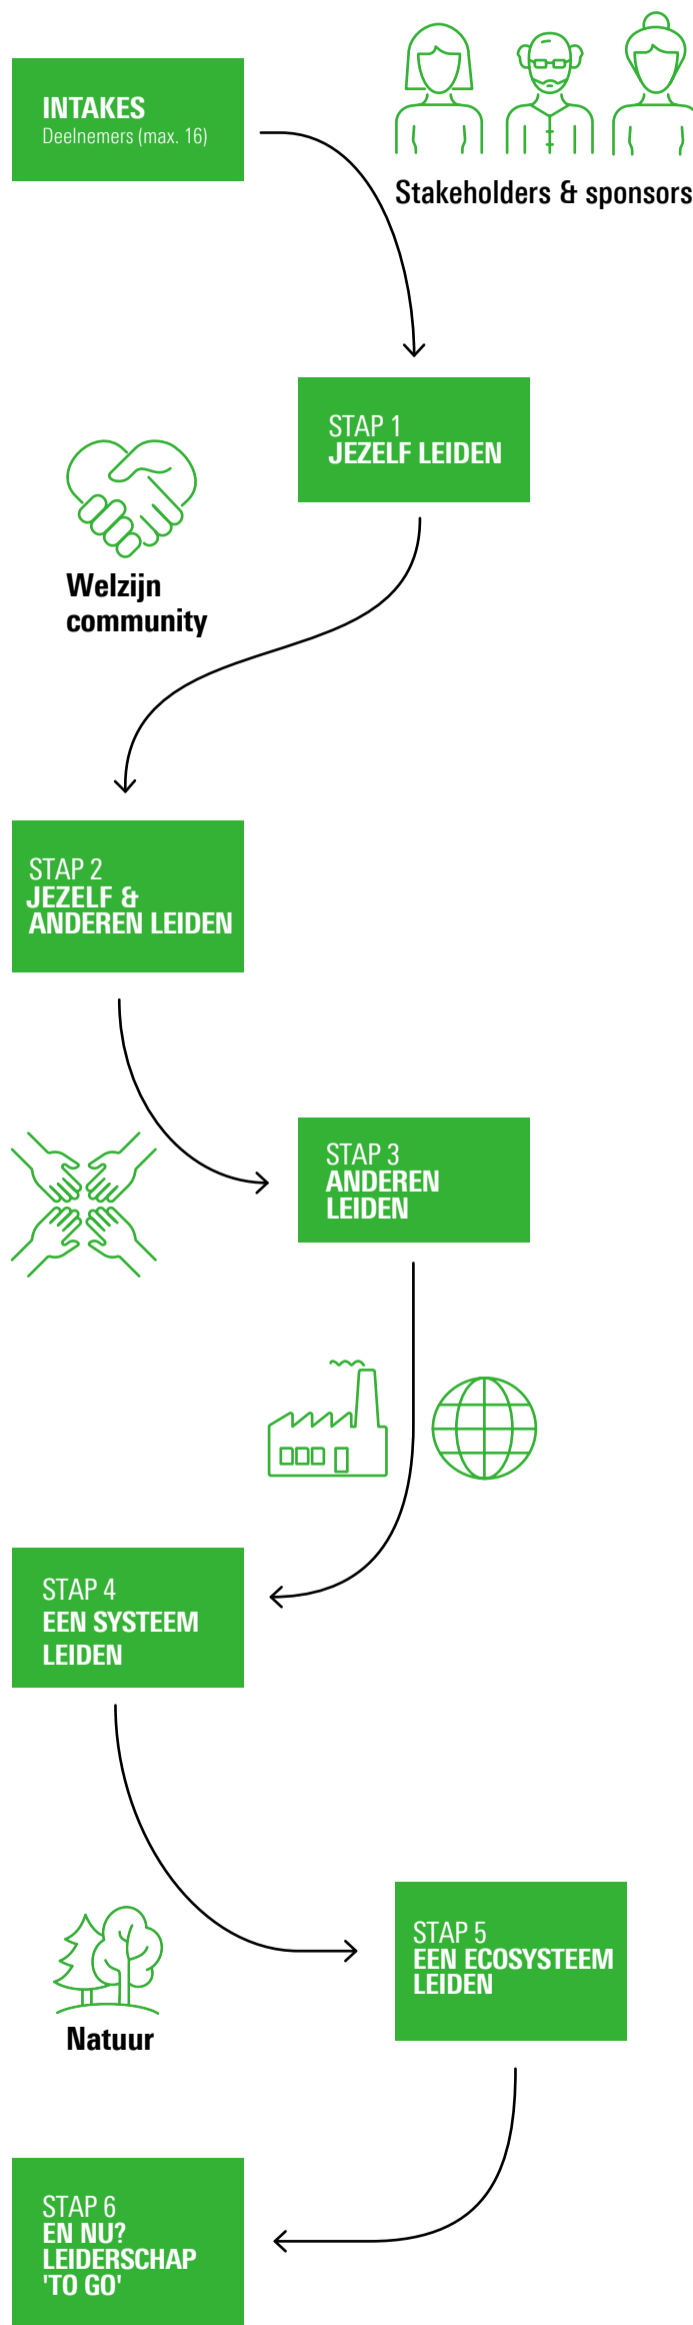 INTAKES
Deelnemers (max. 16)
Stakeholders & sponsors
STAP 1
JEZELF LEIDEN
Welzijn
community
STAP 2
JEZELF &
ANDEREN LEIDEN
STAP 3
ANDEREN
LEIDEN
STAP 4
EEN SYSTEEM
LEIDEN
STAP 5
EEN ECOSYSTEEM
LEIDEN
Natuur
STAP 6
EN NU?
LEIDERSCHAP
'TO GO'